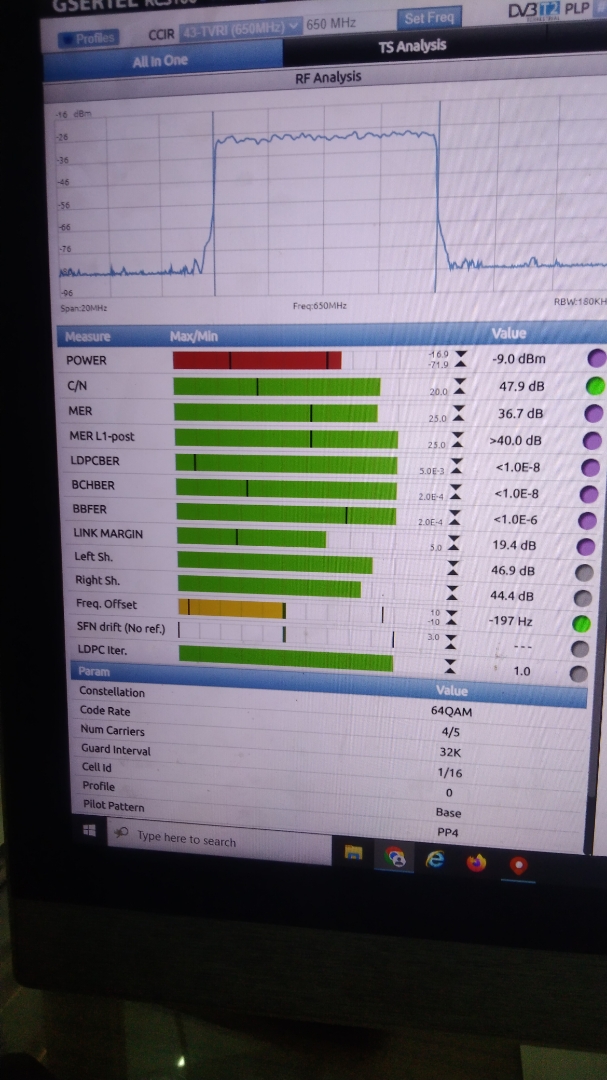 GSERTEL
Profiles CCIR 43-TVRI (650MHz) 650 MHz Set Freq DVB T2 PLP
All In One TS Analysis
RF Analysis
-16 dBm
-26
-36
-46
-56
-66
-76
-96
Span:20MHz Freq:650MHz RBW:180KH
Measure Max/Min Value
POWER -16.9 -71.9 -9.0 dBm
C/N 20.0 47.9 dB
MER 25.0 36.7 dB
MER L1-post 25.0 >40.0 dB
LDPCBER 5.0E-3 <1.0E-8
BCHBER 2.0E-4 <1.0E-8
BBFER 2.0E-4 <1.0E-6
LINK MARGIN 5.0 19.4 dB
Left Sh. 46.9 dB
Right Sh. 44.4 dB
Freq. Offset 10 -10 -197 Hz
SFN drift (No ref.) 3.0 ---
LDPC Iter. 1.0
Param Value
Constellation 64QAM
Code Rate 4/5
Num Carriers 32K
Guard Interval 1/16
Cell Id 0
Profile Base
Pilot Pattern PP4
Type here to search